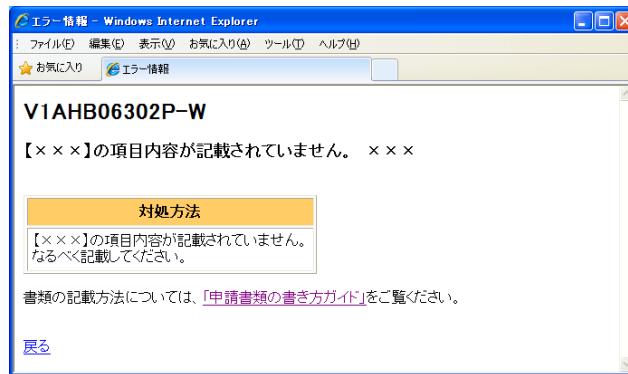 エラー情報 - Windows Internet Explorer
ファイル(F) 編集(E) 表示(V) お気に入り(A) ツール(T) ヘルプ(H)
お気に入り エラー情報
V1AHB06302P-W
【×××】の項目内容が記載されていません。 ×××
対処方法
【×××】の項目内容が記載されていません。
なるべく記載してください。
書類の記載方法については、「申請書類の書き方ガイド」をご覧ください。
戻る